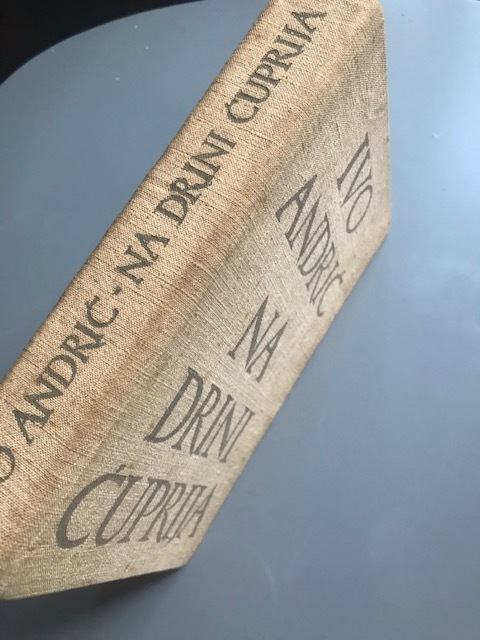 O ANDRIĆ - NA DRINI ĆUPRIJA
IVO
ANDRIĆ
NA
DRINI
ĆUPRIJA